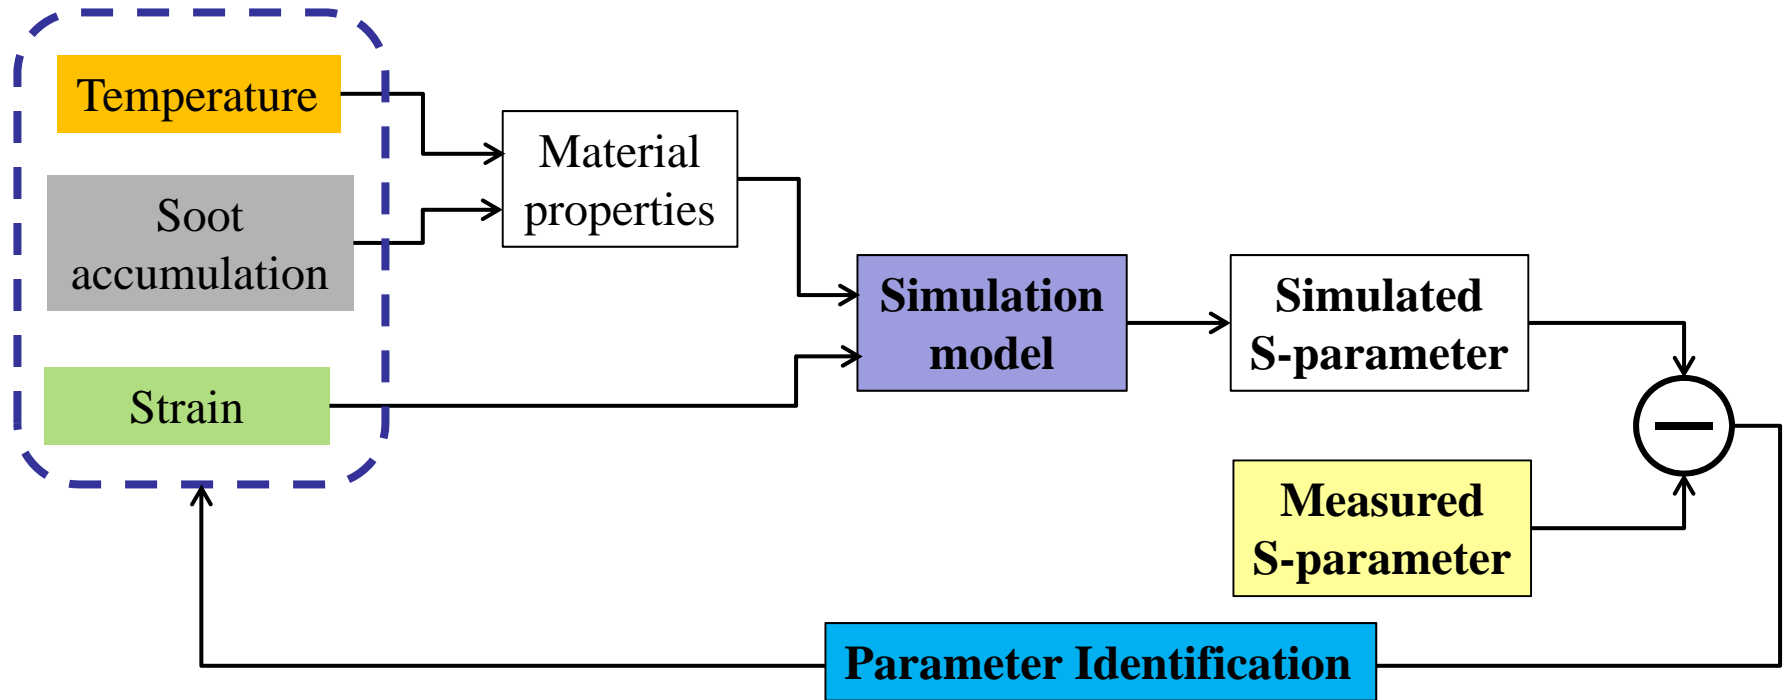 Temperature
Soot
accumulation
Strain
Material
properties
Simulation
model
Simulated
S-parameter
Measured
S-parameter
Parameter Identification